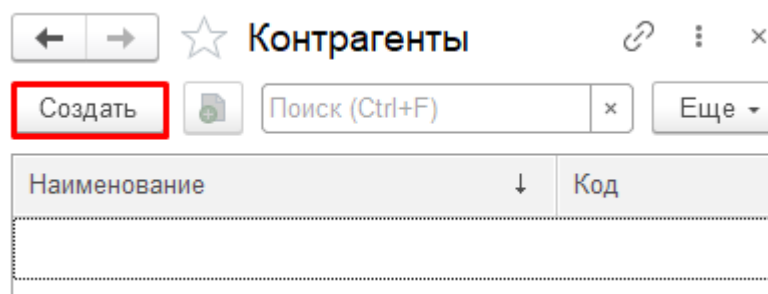 Контрагенты
Создать Поиск (Ctrl+F) × Еще
Наименование ↓ Код